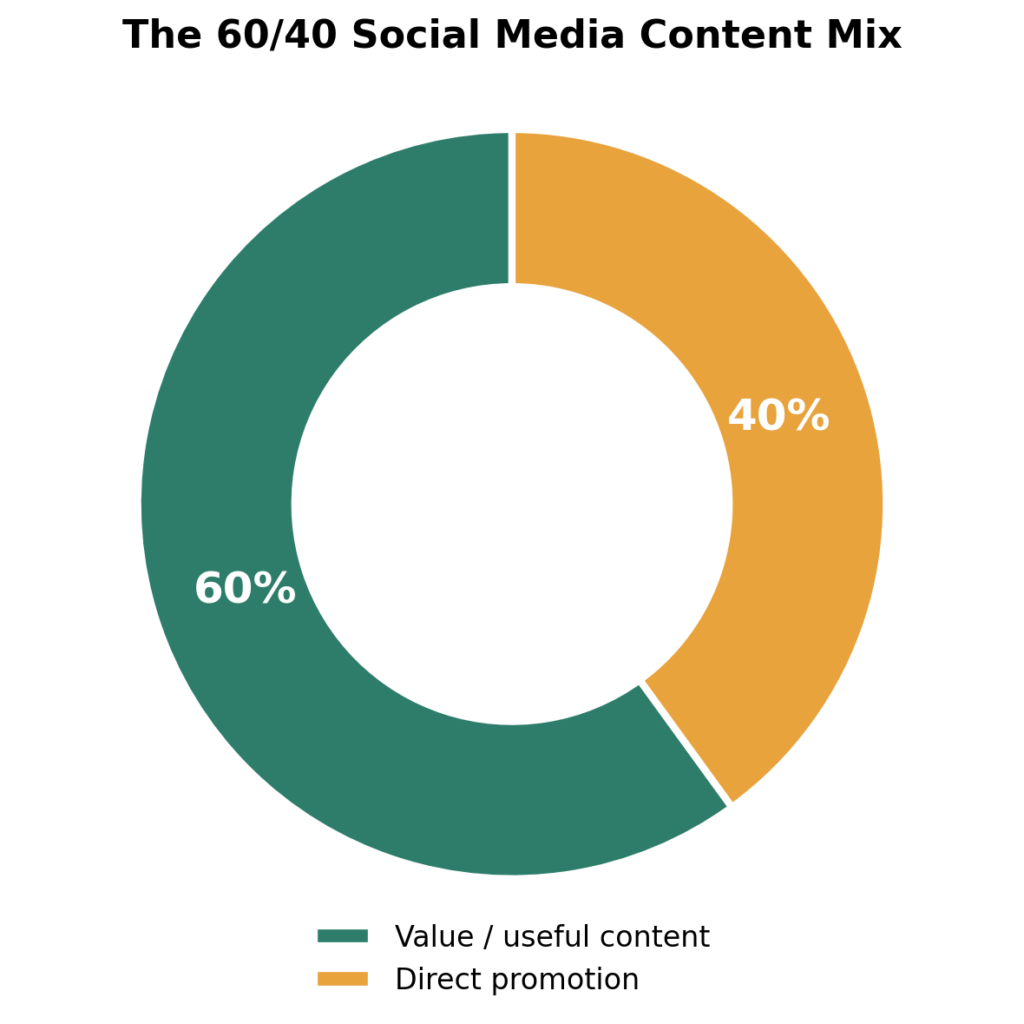 The 60/40 Social Media Content Mix
40%
60%
Value / useful content
Direct promotion